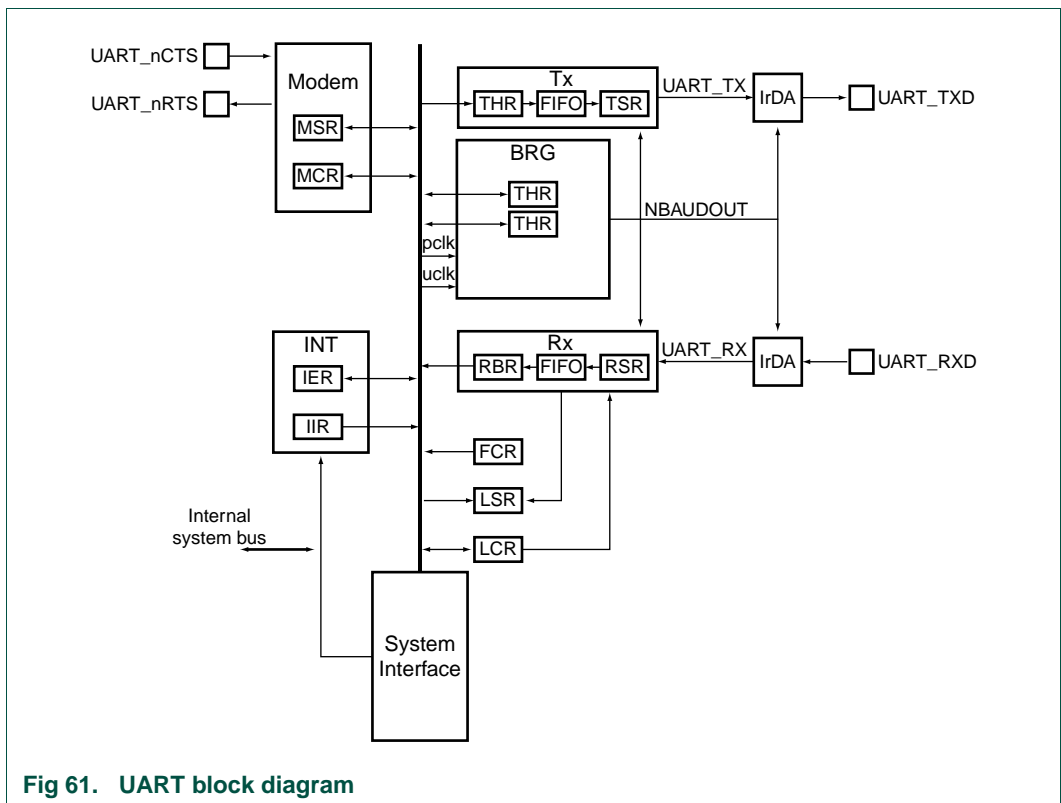 UART_nCTS
UART_nRTS
Modem
MSR
MCR
Tx
THR
FIFO
TSR
UART_TX
IrDA
UART_TXD
BRG
THR
THR
pclk
uclk
NBAUDOUT
INT
IER
IIR
Rx
RBR
FIFO
RSR
UART_RX
IrDA
UART_RXD
FCR
LSR
LCR
Internal
system bus
System
Interface
Fig 61. UART block diagram